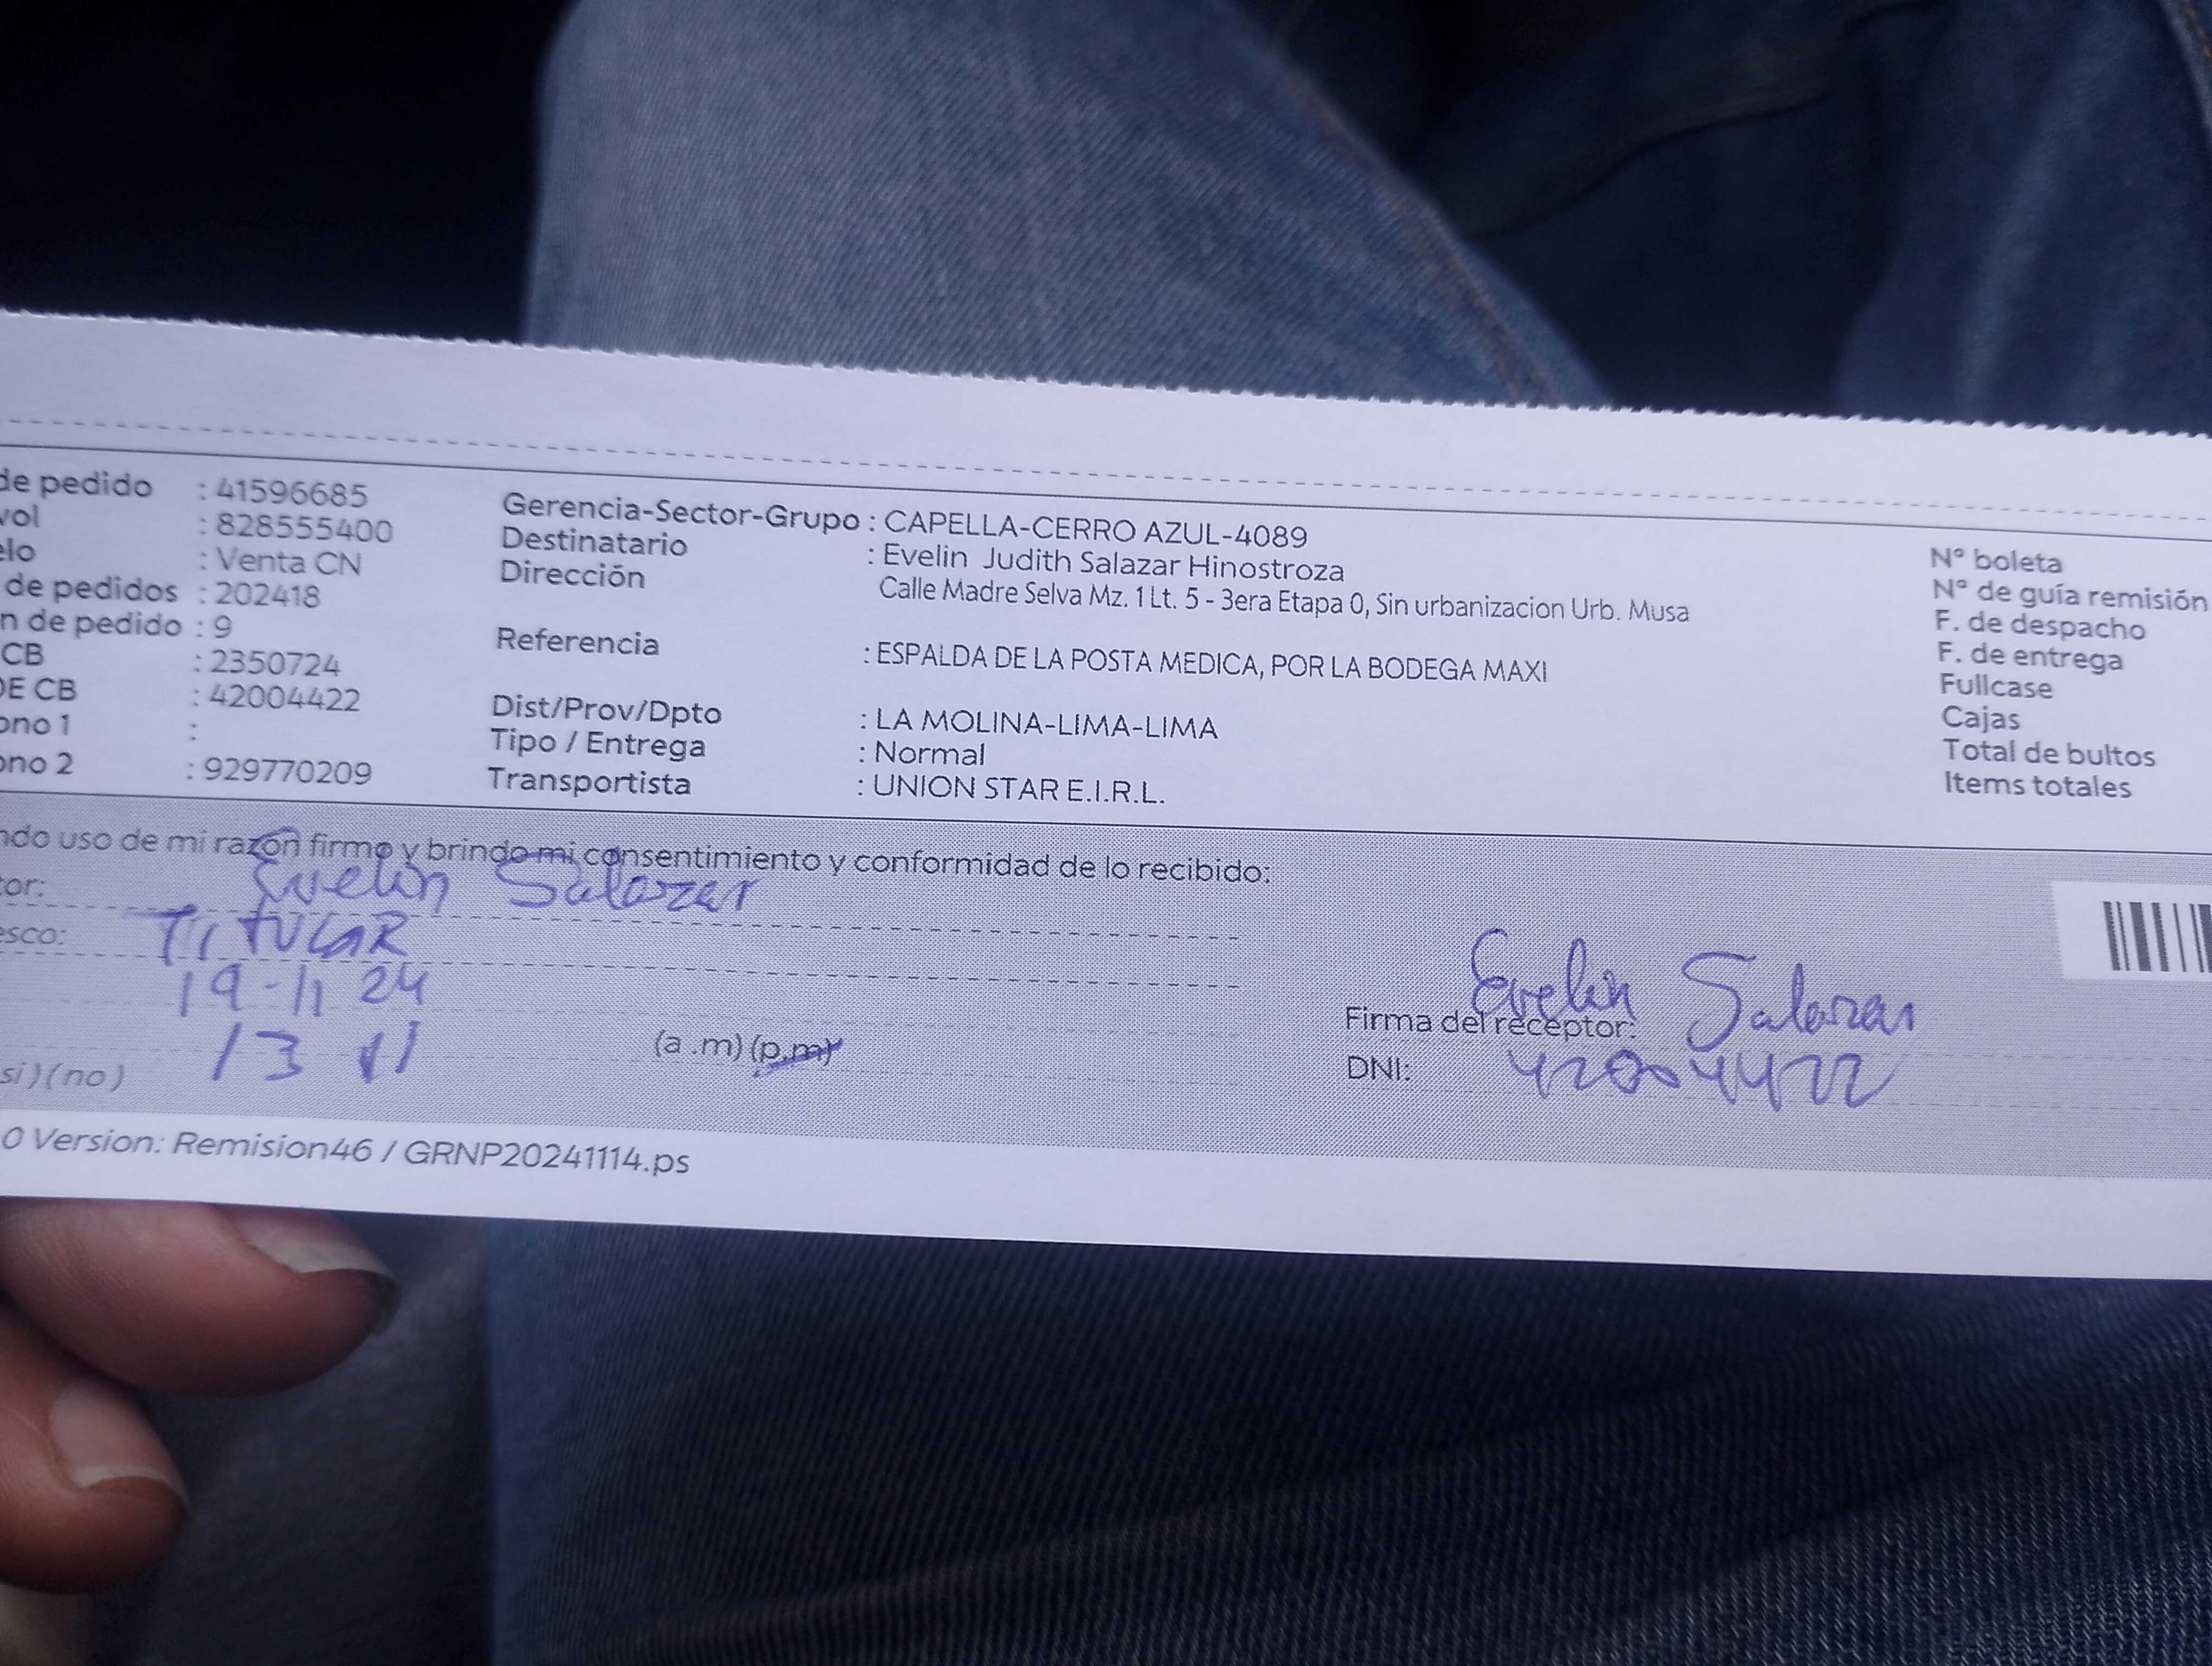 de pedido : 41596685
vol : 828555400
elo : Venta CN
de pedidos : 202418
n de pedido : 9
CB : 2350724
DE CB : 42004422
ono 1 :
ono 2 : 929770209
Gerencia-Sector-Grupo : CAPELLA-CERRO AZUL-4089
Destinatario : Evelin Judith Salazar Hinostroza
Dirección Calle Madre Selva Mz. 1 Lt. 5 - 3era Etapa 0, Sin urbanizacion Urb. Musa
Referencia : ESPALDA DE LA POSTA MEDICA, POR LA BODEGA MAXI
Dist/Prov/Dpto : LA MOLINA-LIMA-LIMA
Tipo / Entrega : Normal
Transportista : UNION STAR E.I.R.L.
N° boleta
N° de guía remisión
F. de despacho
F. de entrega
Fullcase
Cajas
Total de bultos
Items totales
ndo uso de mi razón firmo y brindo mi consentimiento y conformidad de lo recibido:
tor: Evelin Salazar
esco: TITULAR
19-11 24
13 11 (a .m) (p.m)
si ) ( no )
Evelin Salazar
Firma del receptor:
DNI: 42004422
0 Version: Remision46 / GRNP20241114.ps